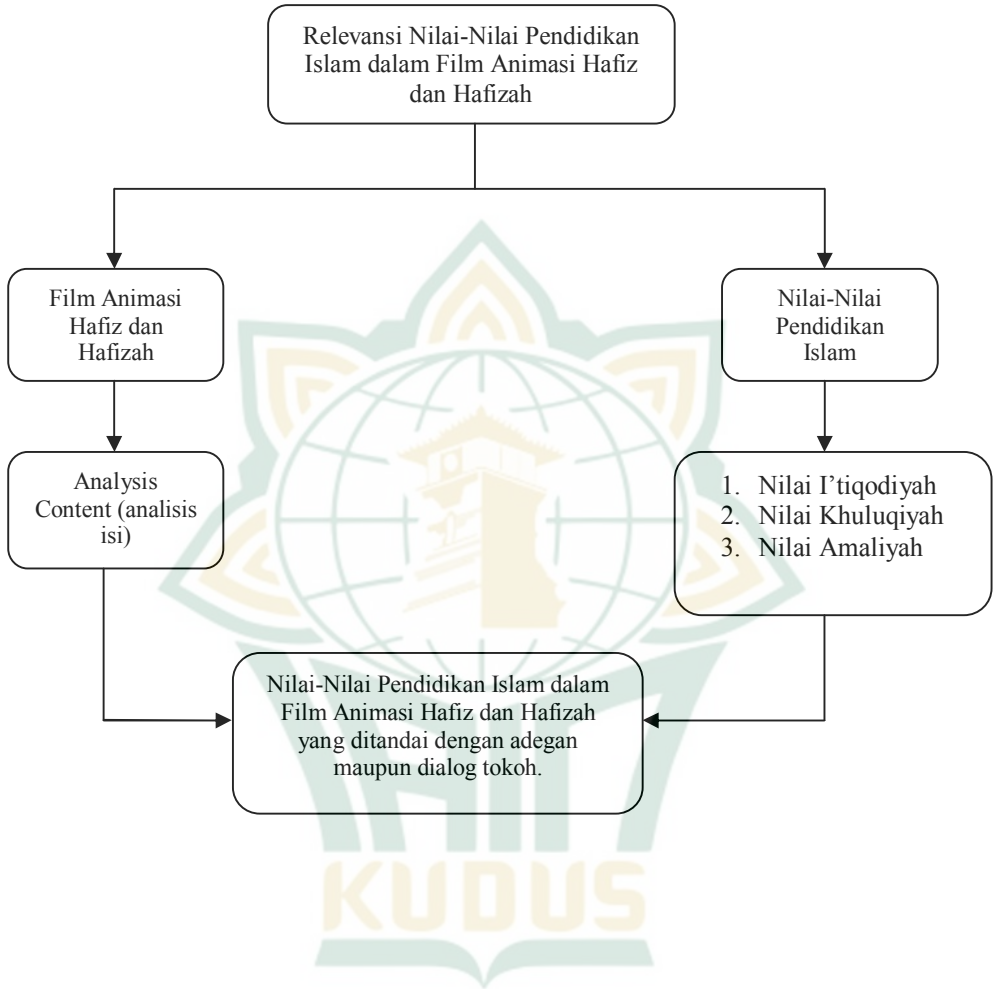 Relevansi Nilai-Nilai Pendidikan
Islam dalam Film Animasi Hafiz
dan Hafizah
Film Animasi
Hafiz dan
Hafizah
Nilai-Nilai
Pendidikan
Islam
Analysis
Content (analisis
isi)
1. Nilai I’tiqodiyah
2. Nilai Khuluqiyah
3. Nilai Amaliyah
Nilai-Nilai Pendidikan Islam dalam
Film Animasi Hafiz dan Hafizah
yang ditandai dengan adegan
maupun dialog tokoh.
IAIN
KUDUS